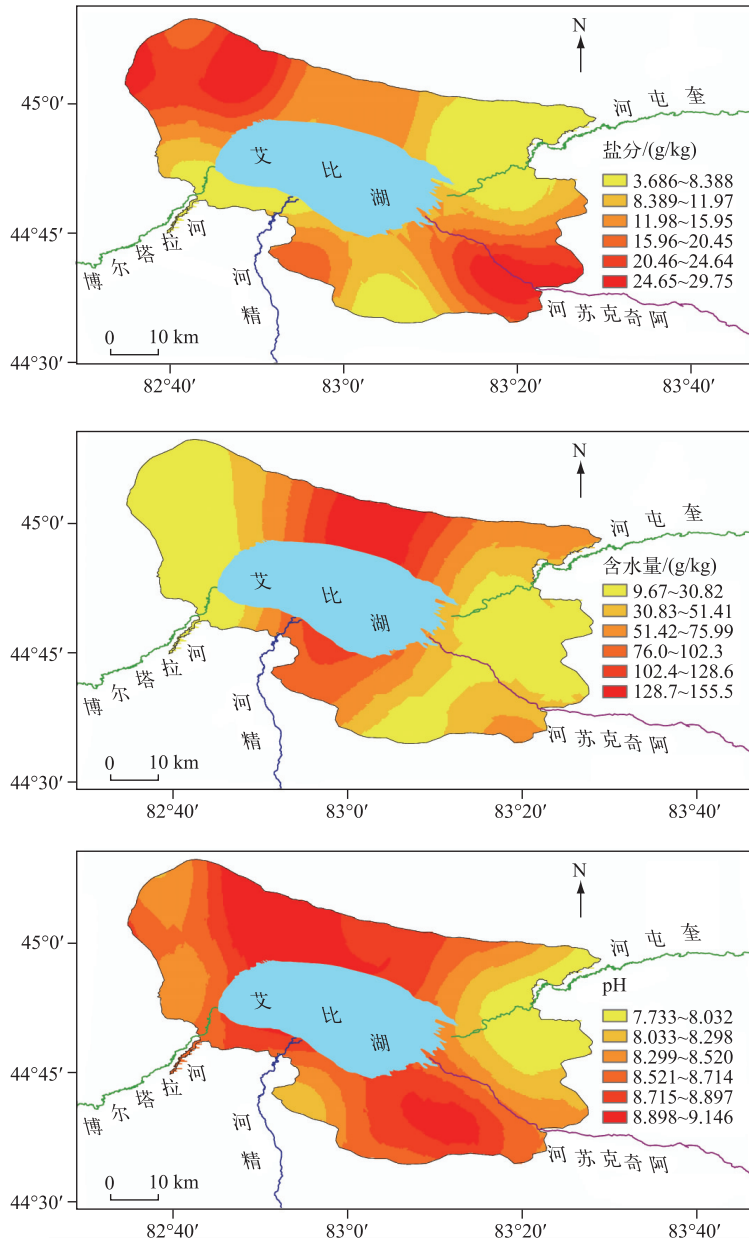 N
45°0′
44°45′
44°30′
82°40′
83°0′
83°20′
83°40′
艾比湖
河屯奎
博尔塔拉河
河精
河苏克奇阿
0 10 km
盐分/(g/kg)
3.686~8.388
8.389~11.97
11.98~15.95
15.96~20.45
20.46~24.64
24.65~29.75
N
45°0′
44°45′
44°30′
82°40′
83°0′
83°20′
83°40′
艾比湖
河屯奎
博尔塔拉河
河精
河苏克奇阿
0 10 km
含水量/(g/kg)
9.67~30.82
30.83~51.41
51.42~75.99
76.0~102.3
102.4~128.6
128.7~155.5
N
45°0′
44°45′
44°30′
82°40′
83°0′
83°20′
83°40′
艾比湖
河屯奎
博尔塔拉河
河精
河苏克奇阿
0 10 km
pH
7.733~8.032
8.033~8.298
8.299~8.520
8.521~8.714
8.715~8.897
8.898~9.146